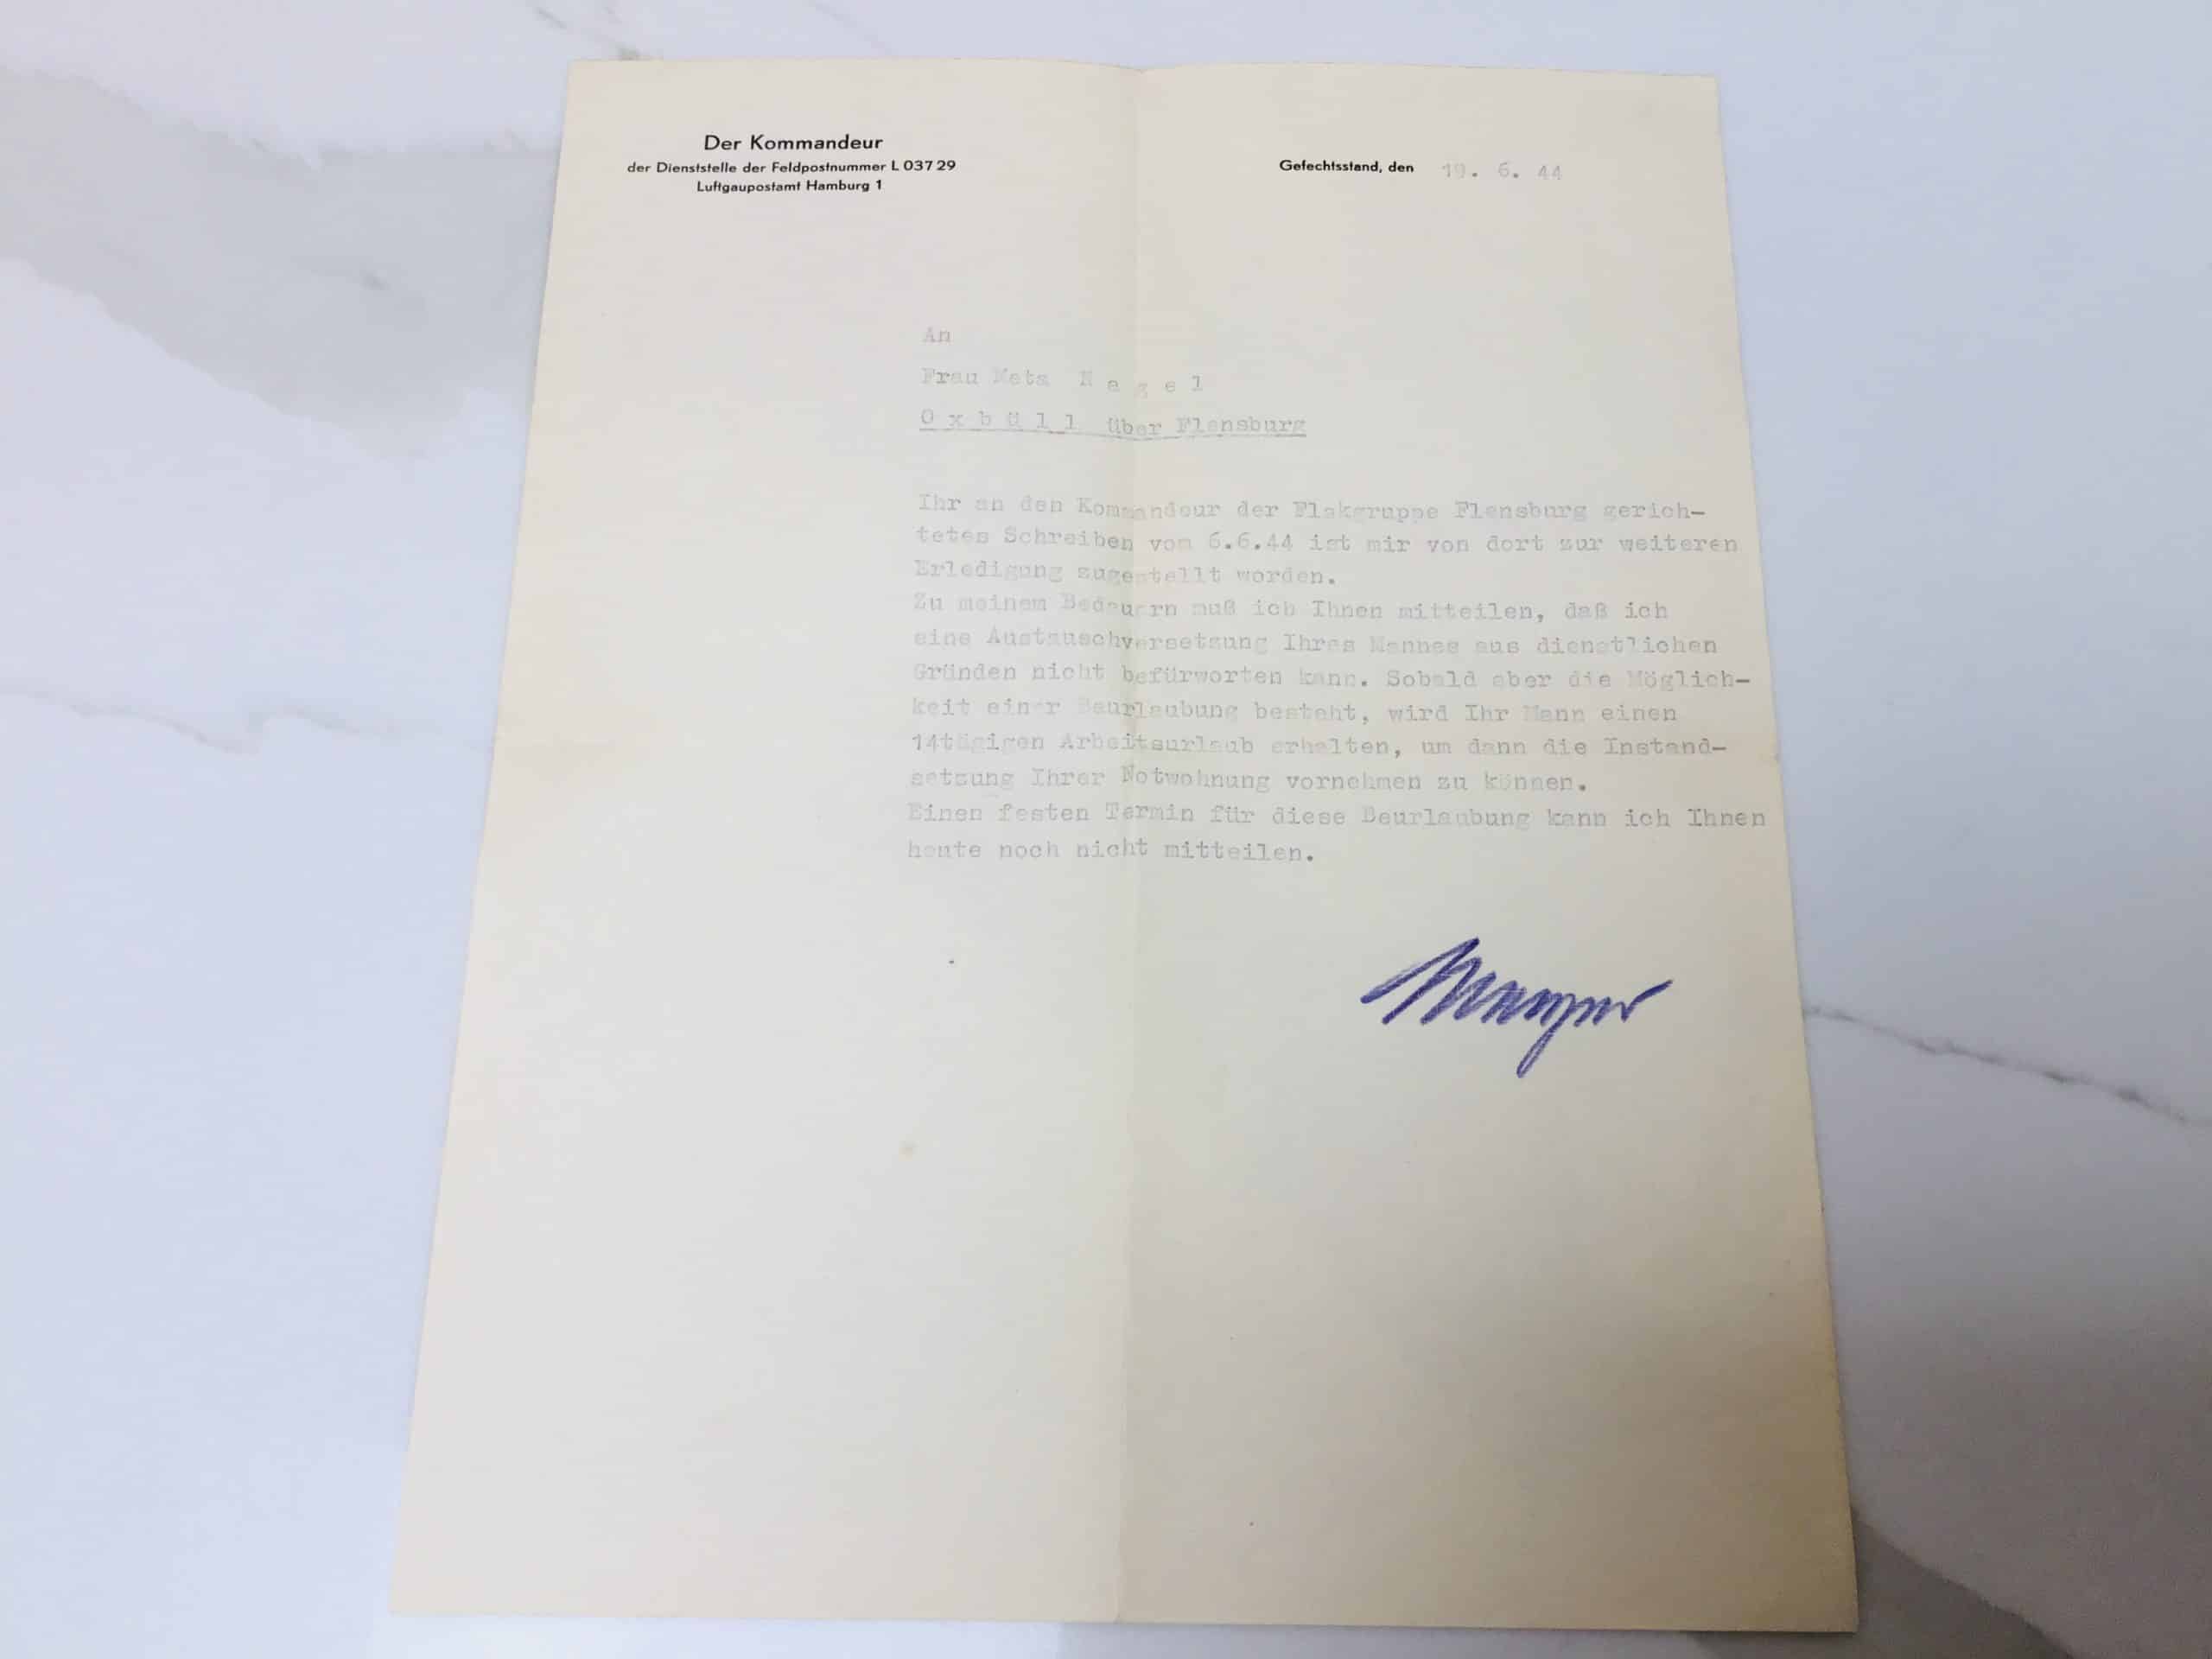 Der Kommandeur
der Dienststelle der Feldpostnummer L 03729
Luftgaupostamt Hamburg 1
Gefechtsstand, den 19. 6. 44
An
Frau Meta N a g e l
O x b ü l l über Flensburg
Ihr an den Kommandeur der Flakgruppe Flensburg gerich-
tetes Schreiben vom 6.6.44 ist mir von dort zur weiteren
Erledigung zugestellt worden.
Zu meinem Bedauern muß ich Ihnen mitteilen, daß ich
eine Austauschversetzung Ihres Mannes aus dienstlichen
Gründen nicht befürworten kann. Sobald aber die Möglich-
keit einer Beurlaubung besteht, wird Ihr Mann einen
14tägigen Arbeitsurlaub erhalten, um dann die Instand-
setzung Ihrer Notwohnung vornehmen zu können.
Einen festen Termin für diese Beurlaubung kann ich Ihnen
heute noch nicht mitteilen.